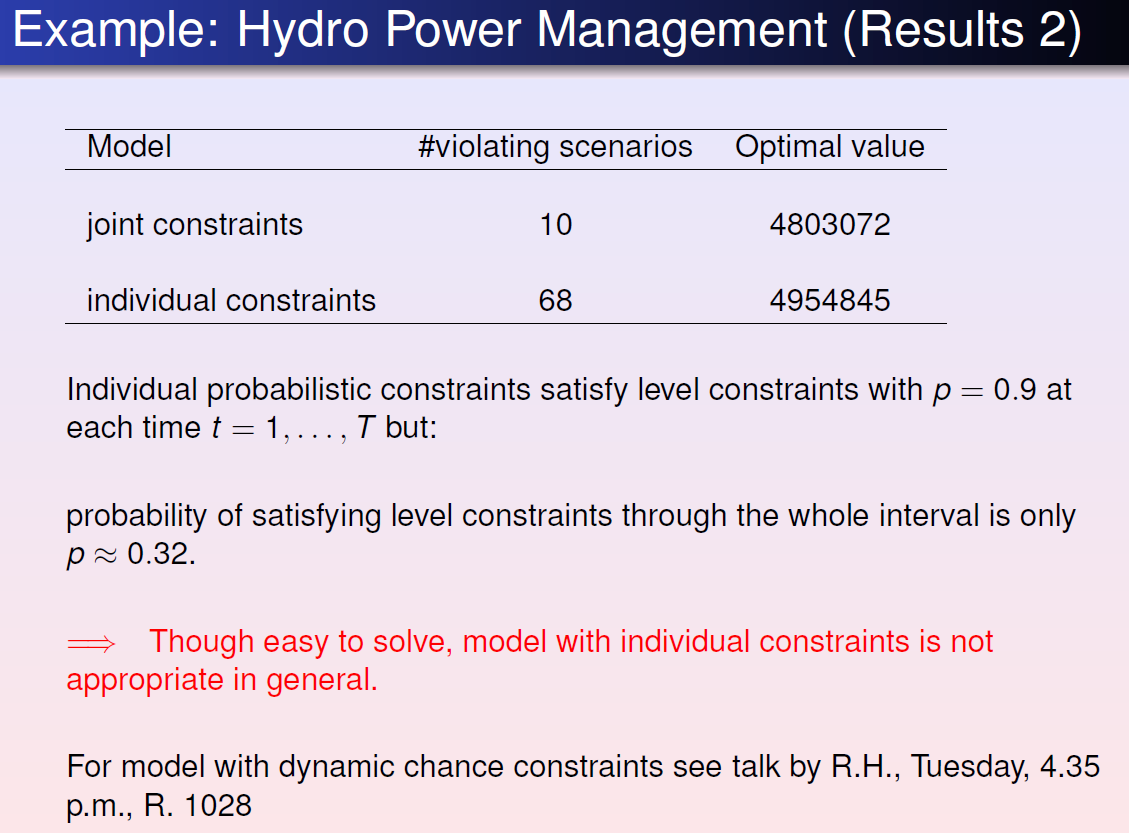 Example: Hydro Power Management (Results 2)
Model #violating scenarios Optimal value
joint constraints 10 4803072
individual constraints 68 4954845
Individual probabilistic constraints satisfy level constraints with p = 0.9 at
each time t = 1, . . . , T but:
probability of satisfying level constraints through the whole interval is only
p ≈ 0.32.
⟹ Though easy to solve, model with individual constraints is not
appropriate in general.
For model with dynamic chance constraints see talk by R.H., Tuesday, 4.35
p.m., R. 1028